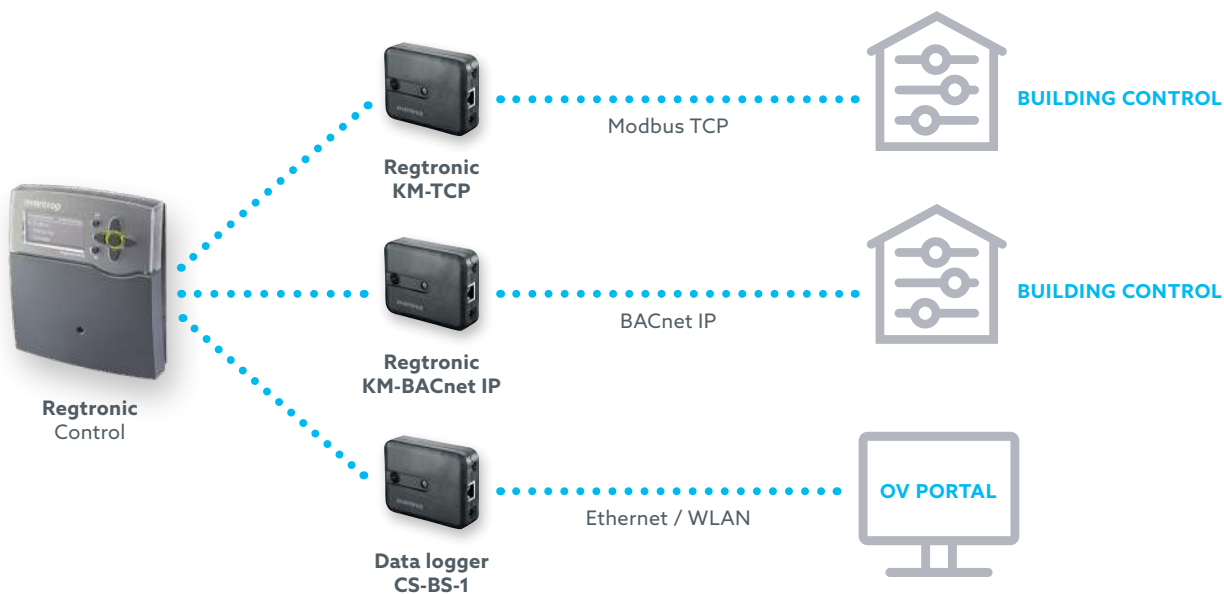 Modbus TCP
BUILDING CONTROL
Regtronic
KM-TCP
oventrop
BACnet IP
BUILDING CONTROL
Regtronic
KM-BACnet IP
Regtronic
Control
OV PORTAL
Ethernet / WLAN
Data logger
CS-BS-1